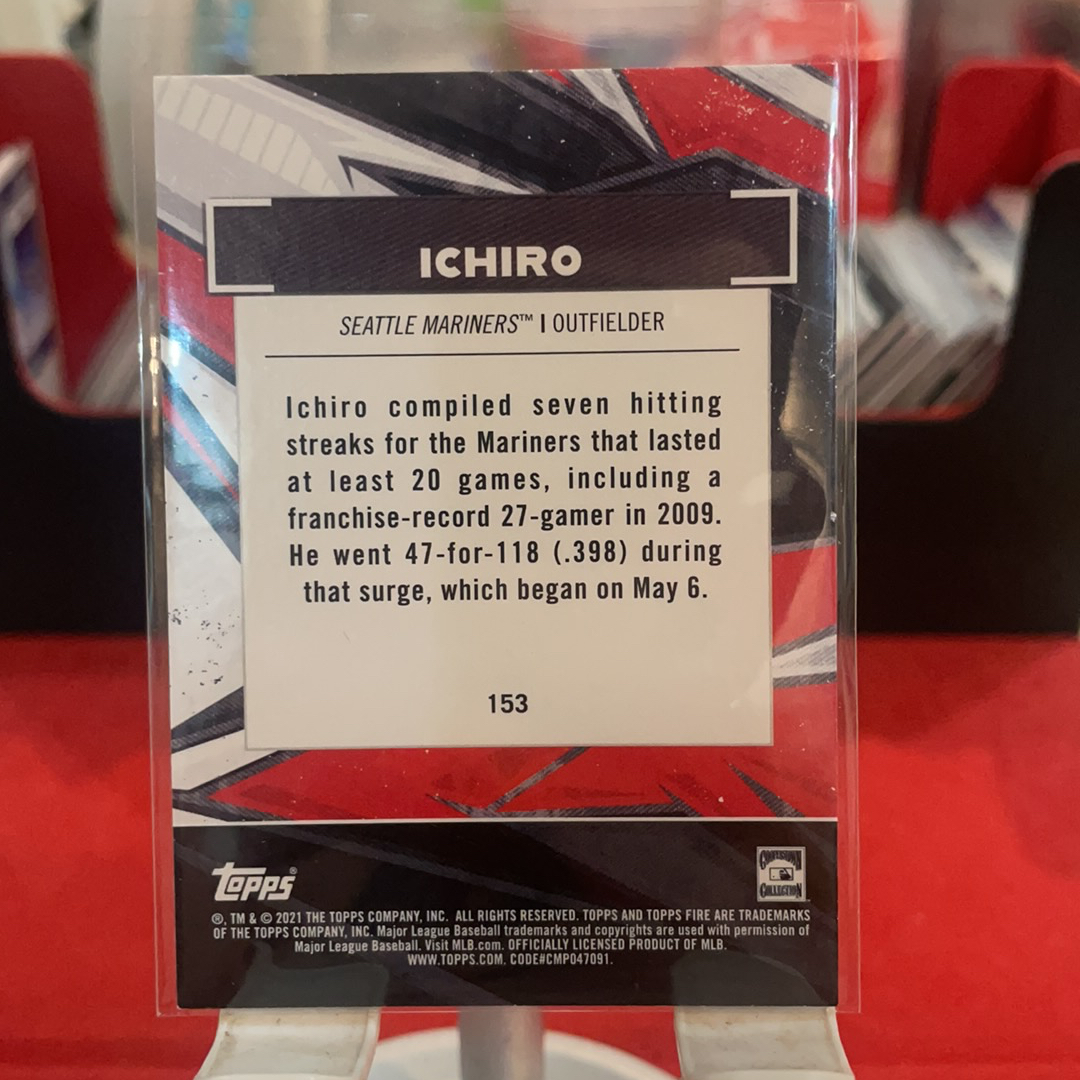 ICHIRO
SEATTLE MARINERS™ | OUTFIELDER
Ichiro compiled seven hitting
streaks for the Mariners that lasted
at least 20 games, including a
franchise-record 27-gamer in 2009.
He went 47-for-118 (.398) during
that surge, which began on May 6.
153
Topps®
COOPERSTOWN
COLLECTION
®, TM & © 2021 THE TOPPS COMPANY, INC. ALL RIGHTS RESERVED. TOPPS AND TOPPS FIRE ARE TRADEMARKS
OF THE TOPPS COMPANY, INC. Major League Baseball trademarks and copyrights are used with permission of
Major League Baseball. Visit MLB.com. OFFICIALLY LICENSED PRODUCT OF MLB.
WWW.TOPPS.COM. CODE#CMP047091.